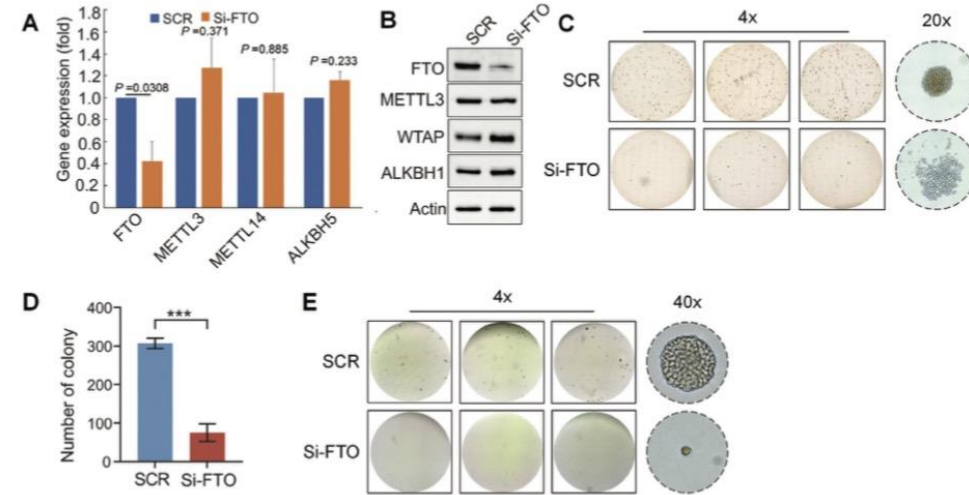 A
SCR Si-FTO
P =0.371
P =0.885
P =0.0308
P =0.233
Gene expression (fold)
1.8
1.6
1.4
1.2
1.0
0.8
0.6
0.4
0.2
0
FTO
METTL3
METTL14
ALKBH5
B
SCR
Si-FTO
FTO
METTL3
WTAP
ALKBH1
Actin
C
4x
20x
SCR
Si-FTO
D
Number of colony
400
300
200
100
0
***
SCR
Si-FTO
E
4x
40x
SCR
Si-FTO